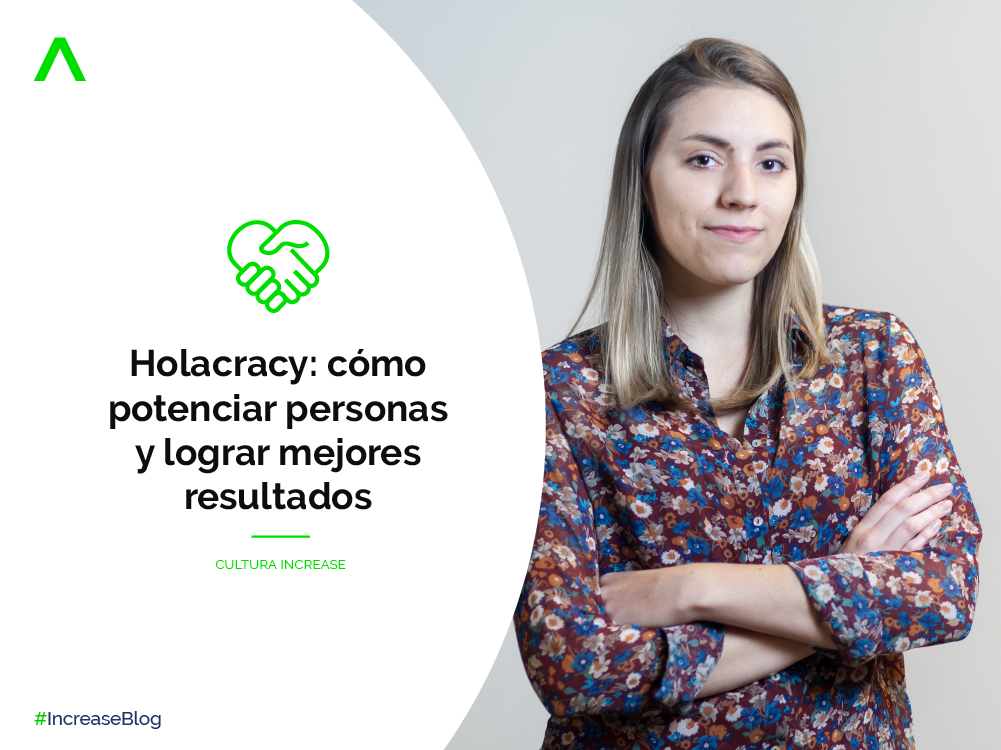 Holacracy: cómo
potenciar personas
y lograr mejores
resultados
CULTURA INCREASE
#IncreaseBlog